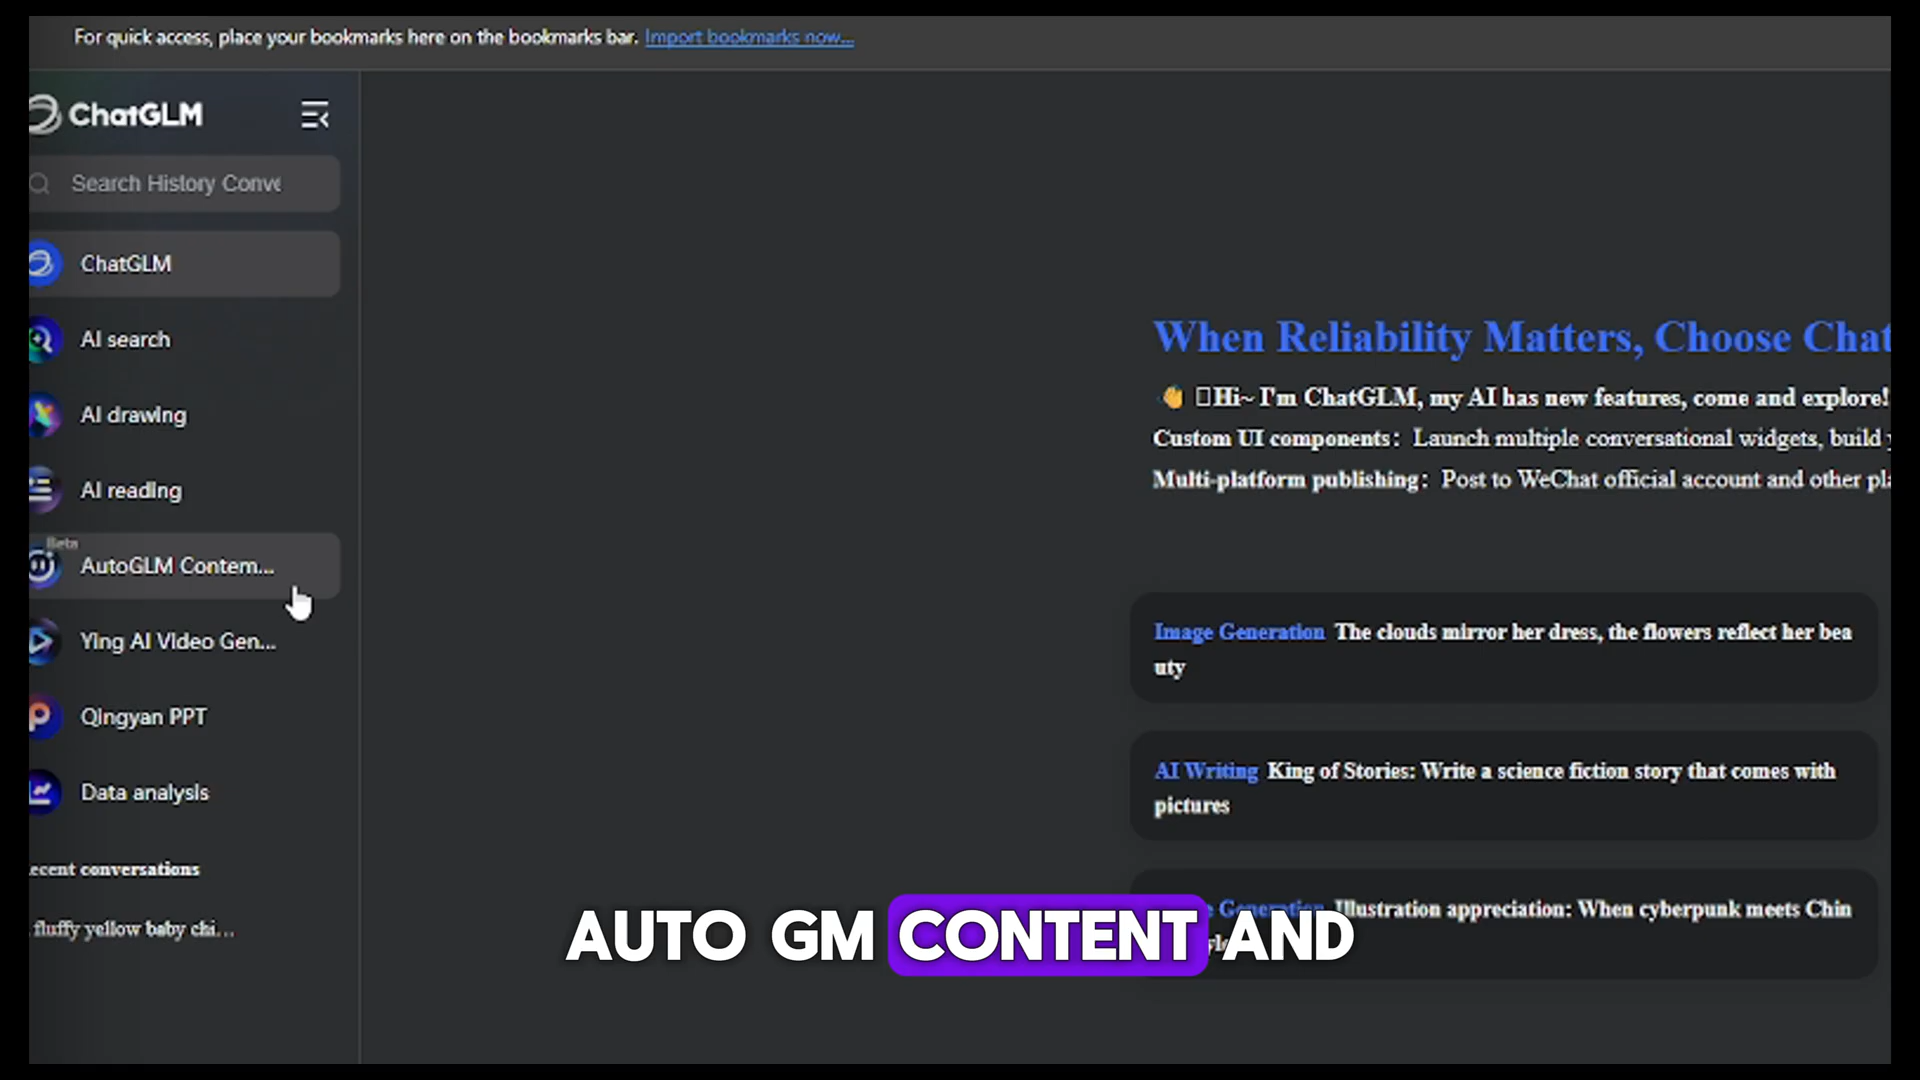 For quick access, place your bookmarks here on the bookmarks bar. Import bookmarks now...
ChatGLM
Search History Conve
ChatGLM
AI search
AI drawing
AI reading
Beta
AutoGLM Contem...
Ying AI Video Gen...
Qingyan PPT
Data analysis
ecent conversations
fluffy yellow baby chi...
When Reliability Matters, Choose Chat
Hi~ I'm ChatGLM, my AI has new features, come and explore!
Custom UI components: Launch multiple conversational widgets, build
Multi-platform publishing: Post to WeChat official account and other pla
Image Generation The clouds mirror her dress, the flowers reflect her bea
uty
AI Writing King of Stories: Write a science fiction story that comes with
pictures
Generation Illustration appreciation: When cyberpunk meets Chin
AUTO GM CONTENT AND